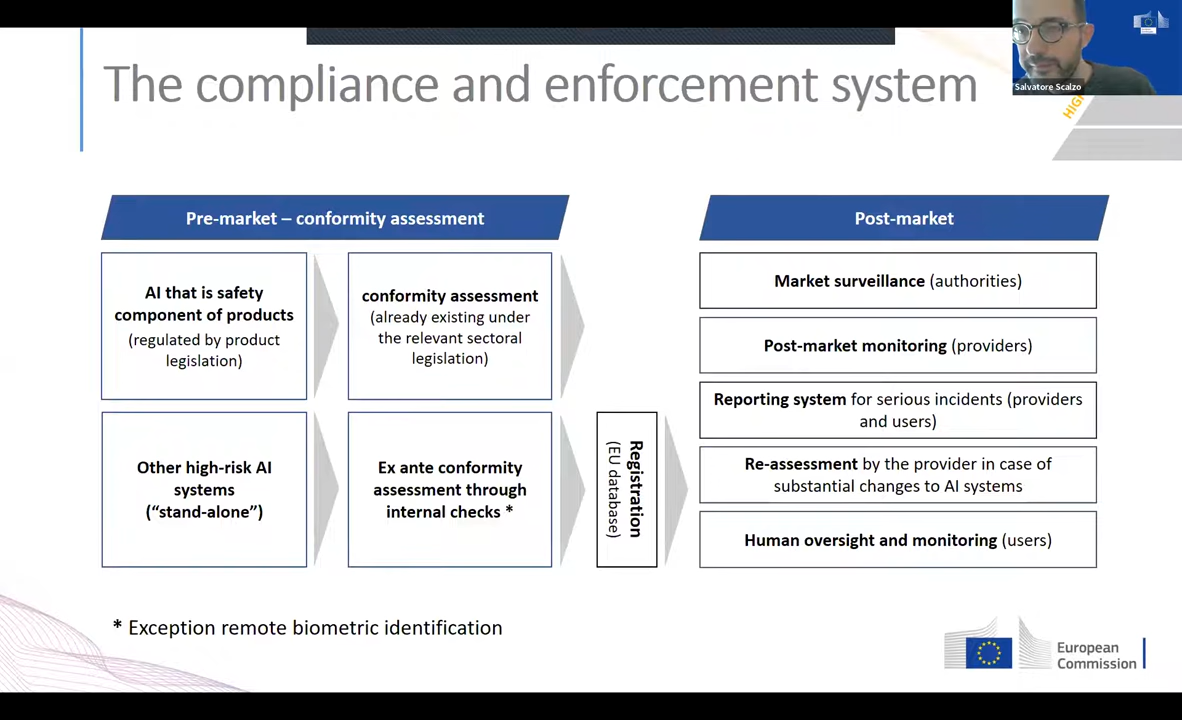 The compliance and enforcement system
Salvatore Scalzo
Pre-market – conformity assessment
Post-market
AI that is safety
component of products
(regulated by product
legislation)
conformity assessment
(already existing under
the relevant sectoral
legislation)
Other high-risk AI
systems
(“stand-alone”)
Ex ante conformity
assessment through
internal checks *
Registration
(EU database)
Market surveillance (authorities)
Post-market monitoring (providers)
Reporting system for serious incidents (providers
and users)
Re-assessment by the provider in case of
substantial changes to AI systems
Human oversight and monitoring (users)
* Exception remote biometric identification
European
Commission